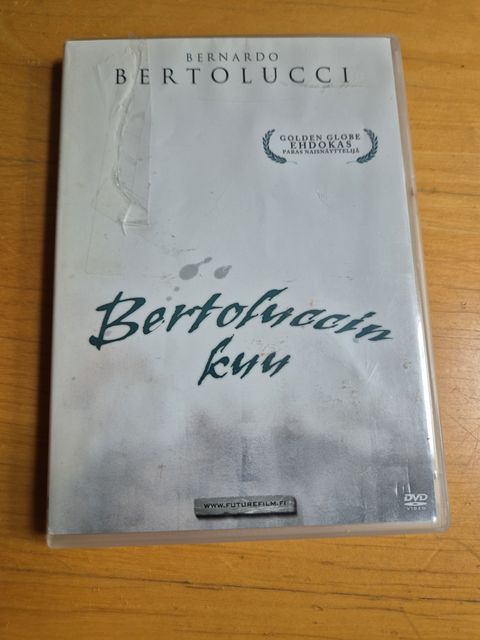 BERNARDO
BERTOLUCCI
GOLDEN GLOBE
EHDOKAS
PARAS NAISNÄYTTELIJÄ
Bertoluccin
kuu
WWW.FUTUREFILM.FI
DVD
VIDEO